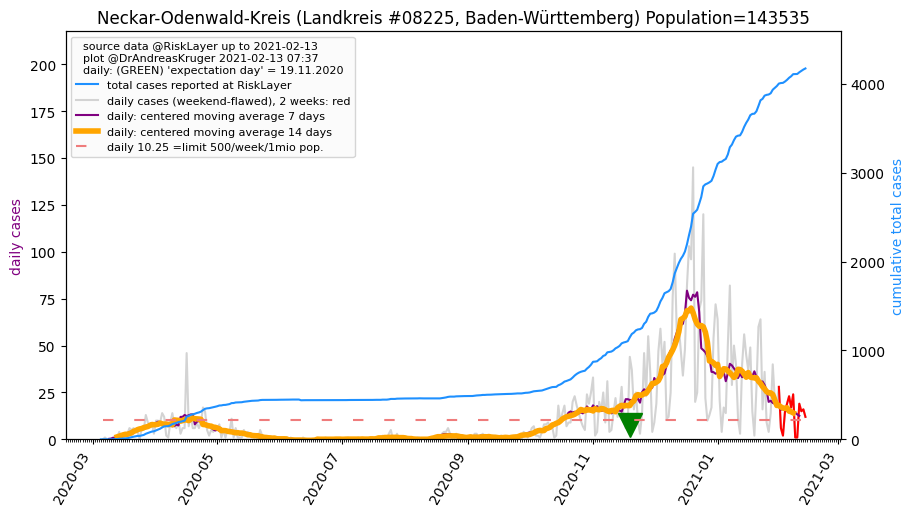 Neckar-Odenwald-Kreis (Landkreis #08225, Baden-Württemberg) Population=143535
source data @RiskLayer up to 2021-02-13
plot @DrAndreasKruger 2021-02-13 07:37
daily: (GREEN) 'expectation day' = 19.11.2020
total cases reported at RiskLayer
daily cases (weekend-flawed), 2 weeks: red
daily: centered moving average 7 days
daily: centered moving average 14 days
daily 10.25 =limit 500/week/1mio pop.
daily cases
200
175
150
125
100
75
50
25
0
4000
3000
2000
1000
0
cumulative total cases
2020-03
2020-05
2020-07
2020-09
2020-11
2021-01
2021-03